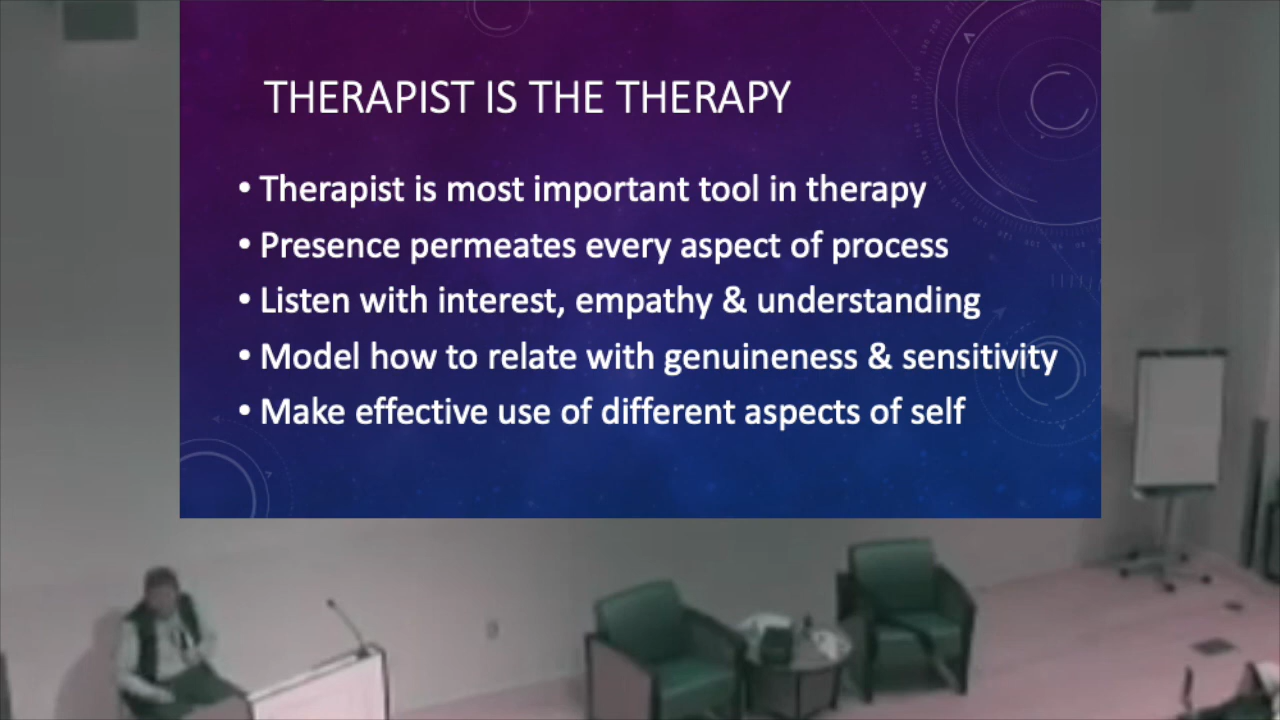 THERAPIST IS THE THERAPY
• Therapist is most important tool in therapy
• Presence permeates every aspect of process
• Listen with interest, empathy & understanding
• Model how to relate with genuineness & sensitivity
• Make effective use of different aspects of self